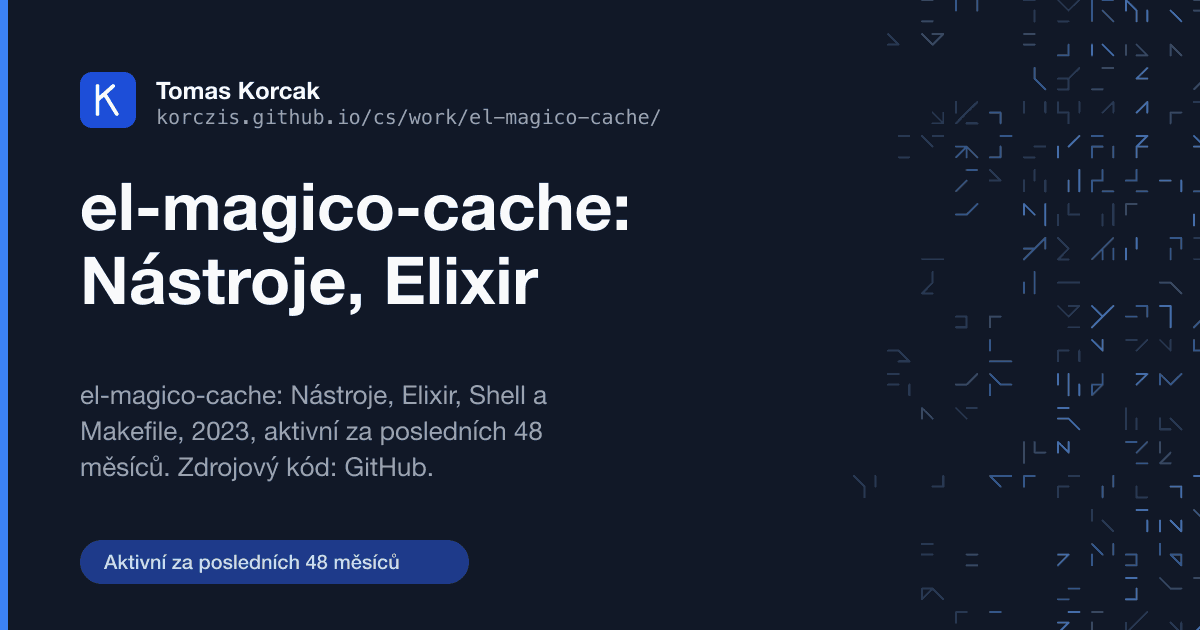 K
Tomas Korcak
korczis.github.io/cs/work/el-magico-cache/
el-magico-cache:
Nástroje, Elixir
el-magico-cache: Nástroje, Elixir, Shell a
Makefile, 2023, aktivní za posledních 48
měsíců. Zdrojový kód: GitHub.
Aktivní za posledních 48 měsíců